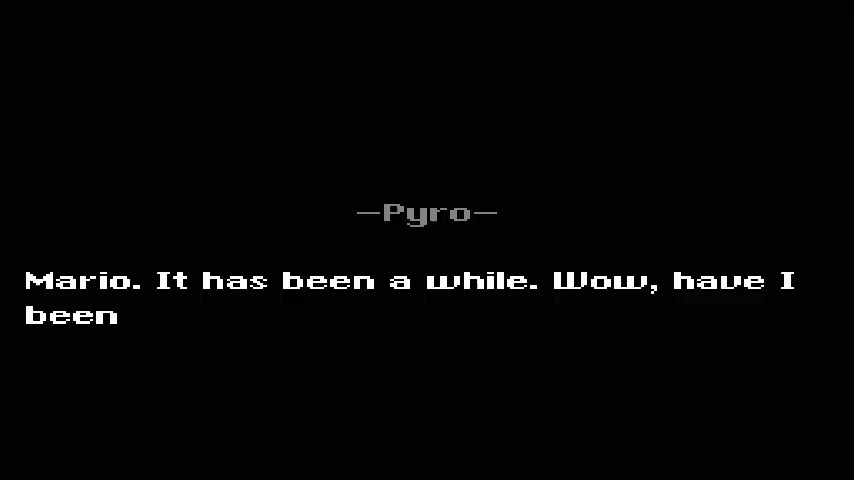 —Pyro—
Mario. It has been a while. Wow, have I
been